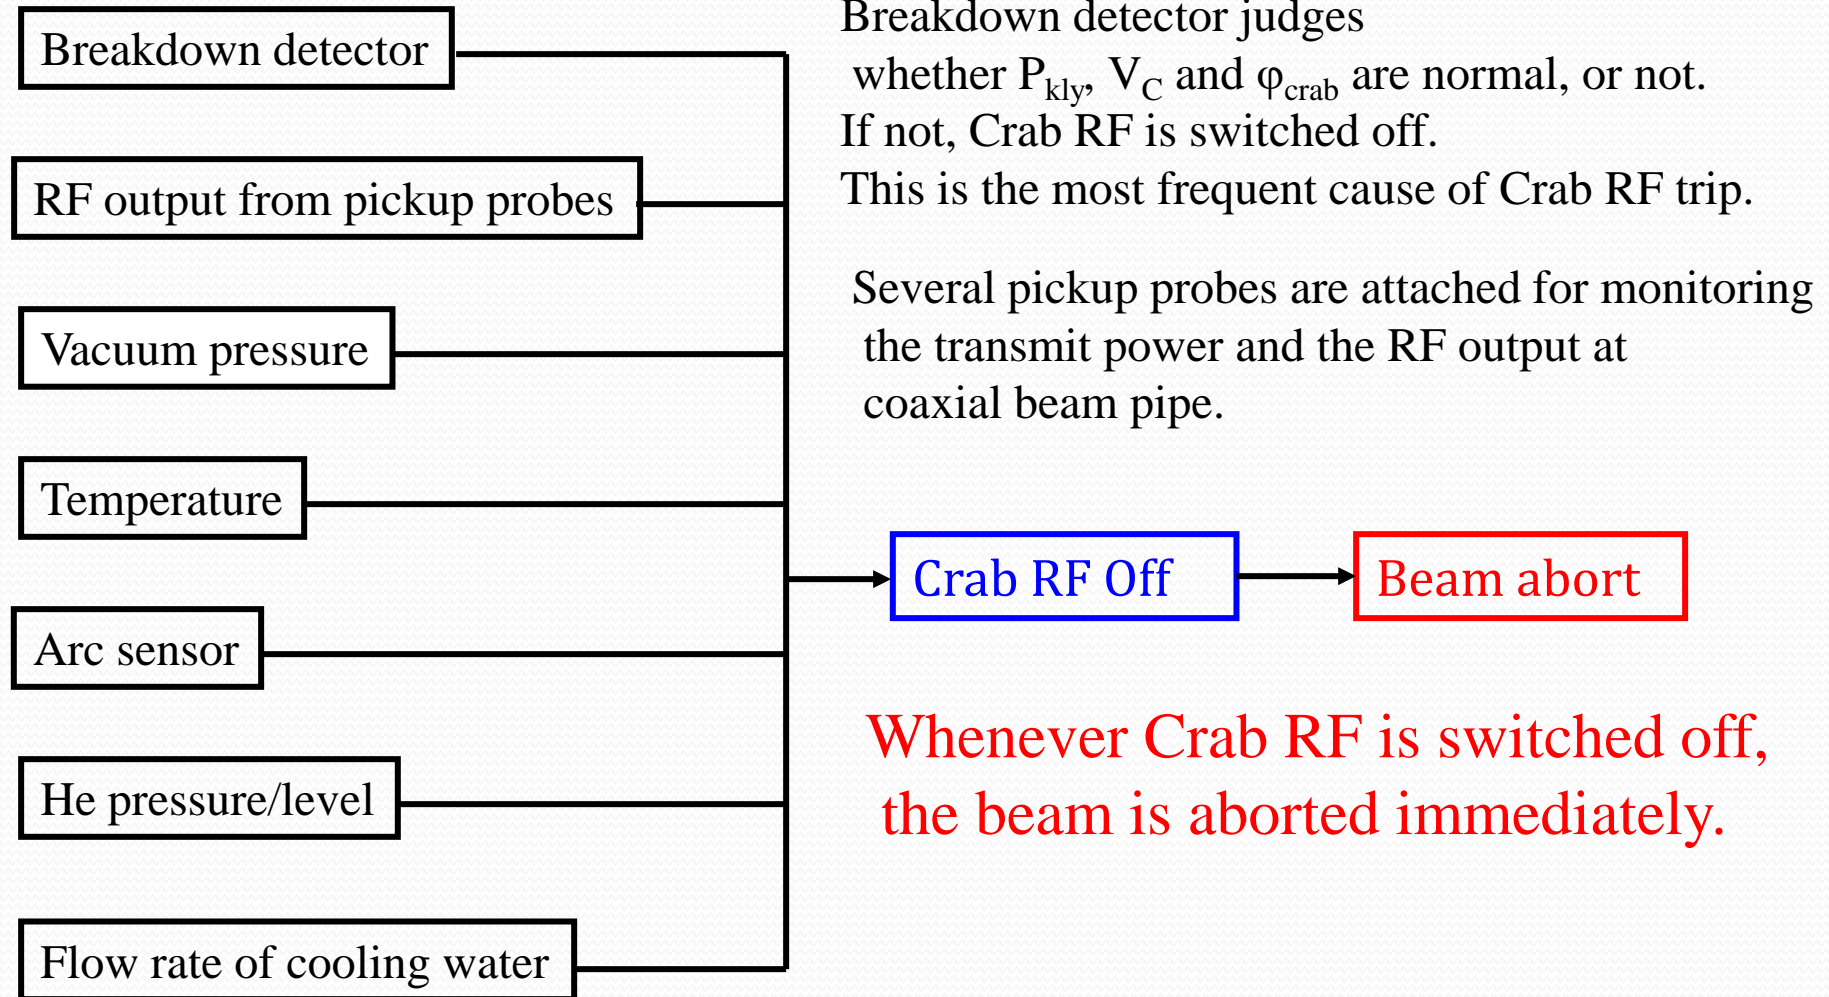 Breakdown detector
RF output from pickup probes
Vacuum pressure
Temperature
Arc sensor
He pressure/level
Flow rate of cooling water
Breakdown detector judges
whether P_kly, V_C and φ_crab are normal, or not.
If not, Crab RF is switched off.
This is the most frequent cause of Crab RF trip.
Several pickup probes are attached for monitoring
the transmit power and the RF output at
coaxial beam pipe.
Crab RF Off
Beam abort
Whenever Crab RF is switched off,
the beam is aborted immediately.